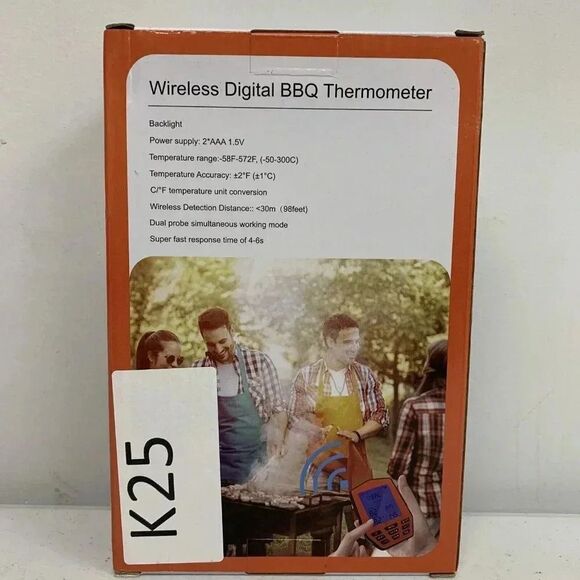 Wireless Digital BBQ Thermometer
Backlight
Power supply: 2*AAA 1.5V
Temperature range:-58F-572F, (-50-300C)
Temperature Accuracy: ±2°F (±1°C)
C/°F temperature unit conversion
Wireless Detection Distance:: <30m（98feet)
Dual probe simultaneous working mode
Super fast response time of 4-6s
K25